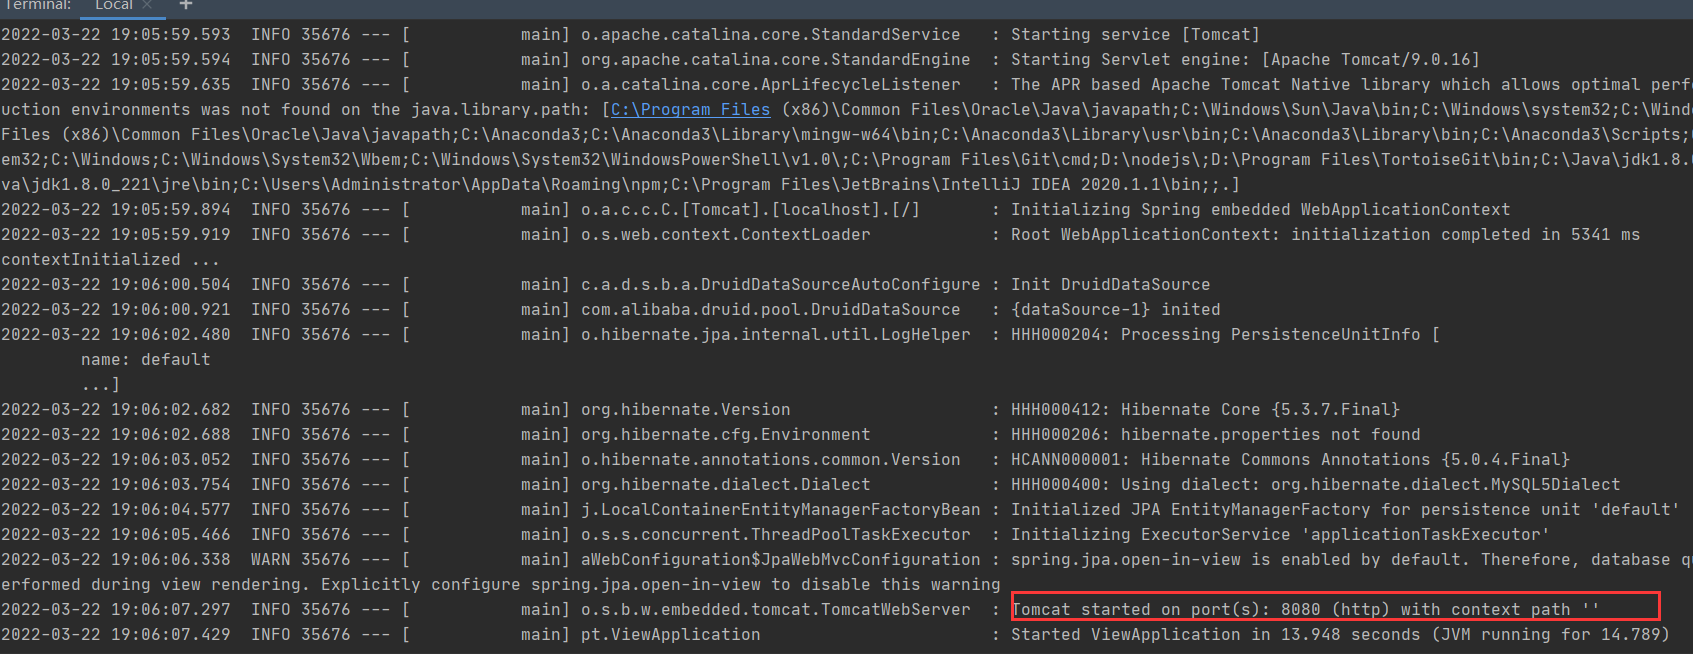 Terminal: Local × +
2022-03-22 19:05:59.593  INFO 35676 --- [           main] o.apache.catalina.core.StandardService   : Starting service [Tomcat]
2022-03-22 19:05:59.594  INFO 35676 --- [           main] org.apache.catalina.core.StandardEngine  : Starting Servlet engine: [Apache Tomcat/9.0.16]
2022-03-22 19:05:59.635  INFO 35676 --- [           main] o.a.catalina.core.AprLifecycleListener   : The APR based Apache Tomcat Native library which allows optimal perf
uction environments was not found on the java.library.path: [C:\Program Files (x86)\Common Files\Oracle\Java\javapath;C:\Windows\Sun\Java\bin;C:\Windows\system32;C:\Wind
Files (x86)\Common Files\Oracle\Java\javapath;C:\Anaconda3;C:\Anaconda3\Library\mingw-w64\bin;C:\Anaconda3\Library\usr\bin;C:\Anaconda3\Library\bin;C:\Anaconda3\Scripts;
em32;C:\Windows;C:\Windows\System32\Wbem;C:\Windows\System32\WindowsPowerShell\v1.0\;C:\Program Files\Git\cmd;D:\nodejs\;D:\Program Files\TortoiseGit\bin;C:\Java\jdk1.8.0
va\jdk1.8.0_221\jre\bin;C:\Users\Administrator\AppData\Roaming\npm;C:\Program Files\JetBrains\IntelliJ IDEA 2020.1.1\bin;;.]
2022-03-22 19:05:59.894  INFO 35676 --- [           main] o.a.c.c.C.[Tomcat].[localhost].[/]       : Initializing Spring embedded WebApplicationContext
2022-03-22 19:05:59.919  INFO 35676 --- [           main] o.s.web.context.ContextLoader            : Root WebApplicationContext: initialization completed in 5341 ms
contextInitialized ...
2022-03-22 19:06:00.504  INFO 35676 --- [           main] c.a.d.s.b.a.DruidDataSourceAutoConfigure : Init DruidDataSource
2022-03-22 19:06:00.921  INFO 35676 --- [           main] com.alibaba.druid.pool.DruidDataSource   : {dataSource-1} inited
2022-03-22 19:06:02.480  INFO 35676 --- [           main] o.hibernate.jpa.internal.util.LogHelper  : HHH000204: Processing PersistenceUnitInfo [
        name: default
        ...]
2022-03-22 19:06:02.682  INFO 35676 --- [           main] org.hibernate.Version                    : HHH000412: Hibernate Core {5.3.7.Final}
2022-03-22 19:06:02.688  INFO 35676 --- [           main] org.hibernate.cfg.Environment            : HHH000206: hibernate.properties not found
2022-03-22 19:06:03.052  INFO 35676 --- [           main] o.hibernate.annotations.common.Version   : HCANN000001: Hibernate Commons Annotations {5.0.4.Final}
2022-03-22 19:06:03.754  INFO 35676 --- [           main] org.hibernate.dialect.Dialect            : HHH000400: Using dialect: org.hibernate.dialect.MySQL5Dialect
2022-03-22 19:06:04.577  INFO 35676 --- [           main] j.LocalContainerEntityManagerFactoryBean : Initialized JPA EntityManagerFactory for persistence unit 'default'
2022-03-22 19:06:05.466  INFO 35676 --- [           main] o.s.s.concurrent.ThreadPoolTaskExecutor  : Initializing ExecutorService 'applicationTaskExecutor'
2022-03-22 19:06:06.338  WARN 35676 --- [           main] aWebConfiguration$JpaWebMvcConfiguration : spring.jpa.open-in-view is enabled by default. Therefore, database qu
erformed during view rendering. Explicitly configure spring.jpa.open-in-view to disable this warning
2022-03-22 19:06:07.297  INFO 35676 --- [           main] o.s.b.w.embedded.tomcat.TomcatWebServer  : Tomcat started on port(s): 8080 (http) with context path ''
2022-03-22 19:06:07.429  INFO 35676 --- [           main] pt.ViewApplication                       : Started ViewApplication in 13.948 seconds (JVM running for 14.789)